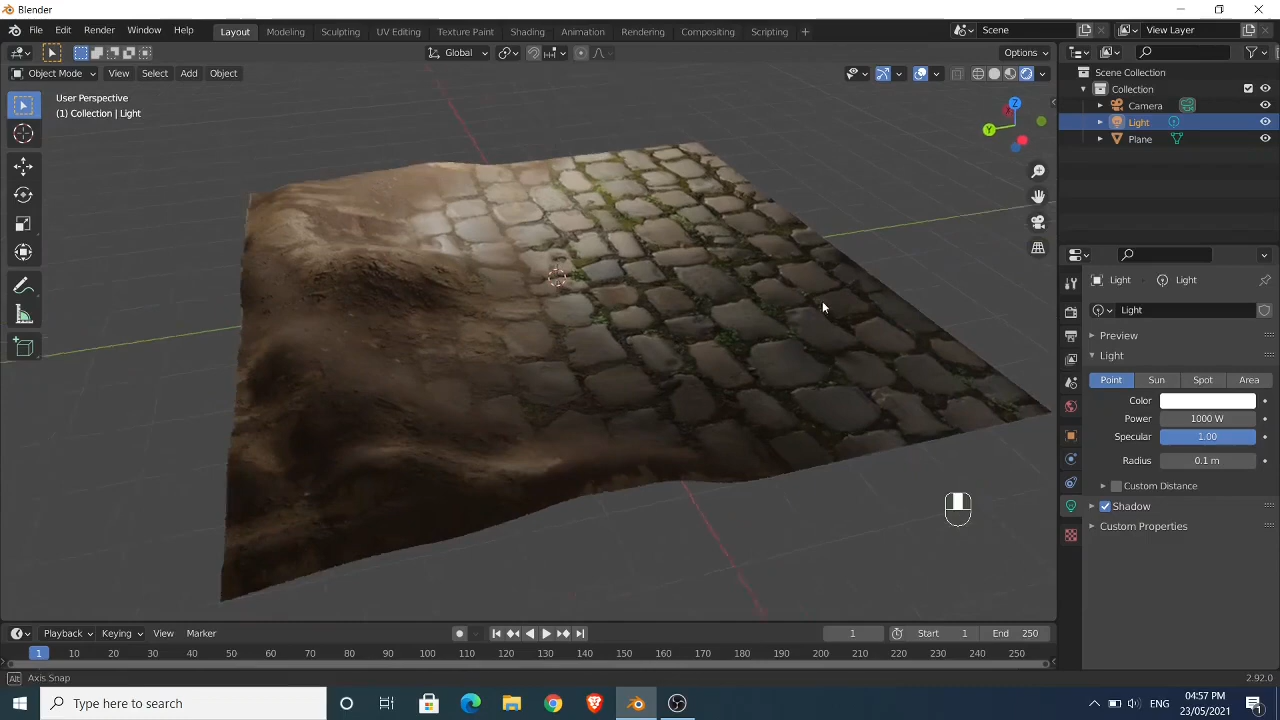 Blender
File Edit Render Window Help
Layout Modeling Sculpting UV Editing Texture Paint Shading Animation Rendering Compositing Scripting +
Scene
View Layer
Global
Options
Object Mode View Select Add Object
User Perspective
(1) Collection | Light
Z
Y
Scene Collection
Collection
Camera
Light
Plane
Light Light
Light
Preview
Light
Point Sun Spot Area
Color
Power 1000 W
Specular 1.00
Radius 0.1 m
Custom Distance
Shadow
Custom Properties
Playback Keying View Marker
1 Start 1 End 250
1 10 20 30 40 50 60 70 80 90 100 110 120 130 140 150 160 170 180 190 200 210 220 230 240 250
Alt Axis Snap
2.92.0
Type here to search
ENG
04:57 PM
23/05/2021